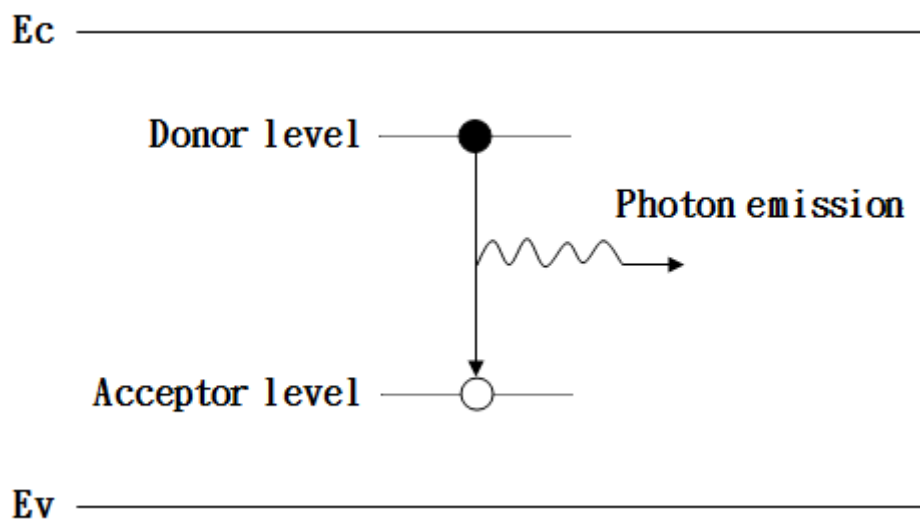 Ec
Donor level
Photon emission
Acceptor level
Ev